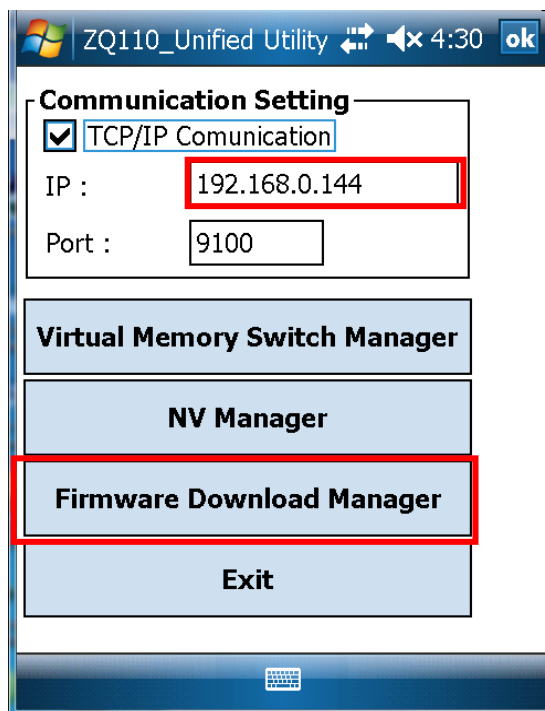 ZQ110_Unified Utility 4:30 ok
Communication Setting
TCP/IP Comunication
IP : 192.168.0.144
Port : 9100
Virtual Memory Switch Manager
NV Manager
Firmware Download Manager
Exit